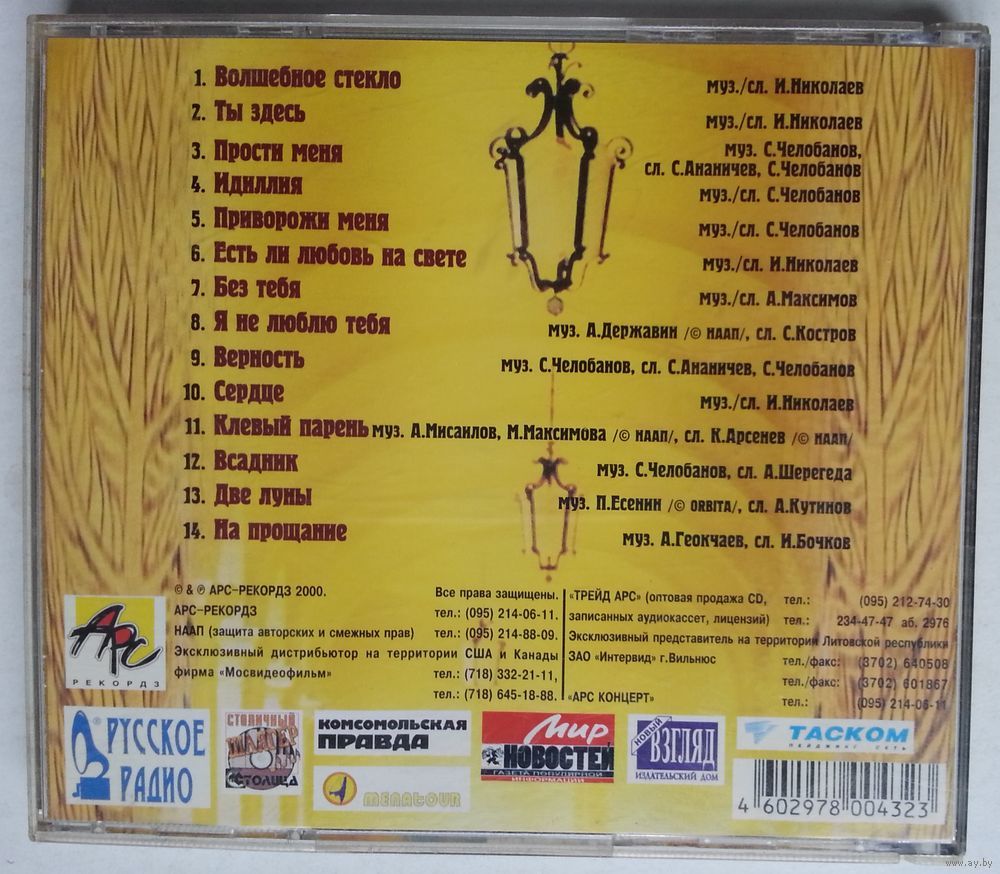 1. Волшебное стекло муз./сл. И.Николаев
2. Ты здесь муз./сл. И.Николаев
3. Прости меня муз. С.Челобанов,
сл. С.Ананичев, С.Челобанов
4. Идиллия муз./сл. С.Челобанов
5. Приворожи меня муз./сл. С.Челобанов
6. Есть ли любовь на свете муз./сл. И.Николаев
7. Без тебя муз./сл. А.Максимов
8. Я не люблю тебя муз. А.Державин /© НААП/, сл. С.Костров
9. Верность муз. С.Челобанов, сл. С.Ананичев, С.Челобанов
10. Сердце муз./сл. И.Николаев
11. Клевый парень муз. А.Мисаилов, М.Максимова /© НААП/, сл. К.Арсенев /© НААП/
12. Всадник муз. С.Челобанов, сл. А.Шерегеда
13. Две луны муз. П.Есенин /© ORBITA/, сл. А.Кутинов
14. На прощание муз. А.Геокчаев, сл. И.Бочков
АРС
РЕКОРДЗ
© & ℗ АРС-РЕКОРДЗ 2000. Все права защищены.
АРС-РЕКОРДЗ тел.: (095) 214-06-11.
НААП (защита авторских и смежных прав) тел.: (095) 214-88-09.
Эксклюзивный дистрибьютор на территории США и Канады
фирма «Мосвидеофильм» тел.: (718) 332-21-11,
тел.: (718) 645-18-88.
«ТРЕЙД АРС» (оптовая продажа CD, тел.: (095) 212-74-30
записанных аудиокассет, лицензий) тел.: 234-47-47 аб. 2976
Эксклюзивный представитель на территории Литовской республики
ЗАО «Интервид» г.Вильнюс тел./факс: (3702) 640508
тел./факс: (3702) 601867
«АРС КОНЦЕРТ» тел.: (095) 214-06-11
®
РУССКОЕ
РАДИО
СТОЛИЧНЫЙ
СТОЛИЦА
КОМСОМОЛЬСКАЯ
ПРАВДА
MENATOUR
Мир
НОВОСТЕЙ
ГАЗЕТА ПОПУЛЯРНОЙ
ИНФОРМАЦИИ
НОВЫЙ
ВЗГЛЯД
ИЗДАТЕЛЬСКИЙ ДОМ
ТАСКОМ
ПЕЙДЖИНГ СЕТЬ
4 602978 004323
www.ay.by